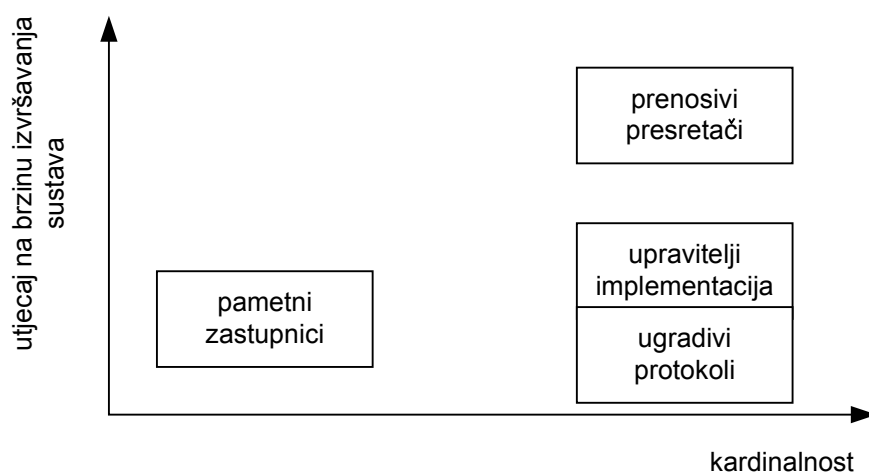 utjecaj na brzinu izvršavanja
sustava
prenosivi
presretači
upravitelji
implementacija
pametni
zastupnici
ugradivi
protokoli
kardinalnost